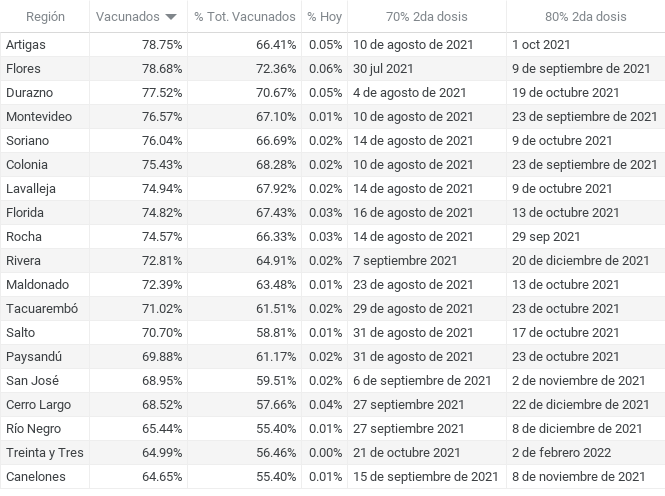 Región Vacunados % Tot. Vacunados % Hoy 70% 2da dosis 80% 2da dosis
Artigas 78.75% 66.41% 0.05% 10 de agosto de 2021 1 oct 2021
Flores 78.68% 72.36% 0.06% 30 jul 2021 9 de septiembre de 2021
Durazno 77.52% 70.67% 0.05% 4 de agosto de 2021 19 de octubre 2021
Montevideo 76.57% 67.10% 0.01% 10 de agosto de 2021 23 de septiembre de 2021
Soriano 76.04% 66.69% 0.02% 14 de agosto de 2021 9 de octubre 2021
Colonia 75.43% 68.28% 0.02% 10 de agosto de 2021 23 de septiembre de 2021
Lavalleja 74.94% 67.92% 0.02% 14 de agosto de 2021 9 de octubre 2021
Florida 74.82% 67.43% 0.03% 16 de agosto de 2021 13 de octubre 2021
Rocha 74.57% 66.33% 0.03% 14 de agosto de 2021 29 sep 2021
Rivera 72.81% 64.91% 0.02% 7 septiembre 2021 20 de diciembre de 2021
Maldonado 72.39% 63.48% 0.01% 23 de agosto de 2021 13 de octubre 2021
Tacuarembó 71.02% 61.51% 0.02% 29 de agosto de 2021 23 de octubre 2021
Salto 70.70% 58.81% 0.01% 31 de agosto de 2021 17 de octubre 2021
Paysandú 69.88% 61.17% 0.02% 31 de agosto de 2021 23 de octubre 2021
San José 68.95% 59.51% 0.02% 6 de septiembre de 2021 2 de noviembre de 2021
Cerro Largo 68.52% 57.66% 0.04% 27 septiembre 2021 22 de diciembre de 2021
Río Negro 65.44% 55.40% 0.01% 27 septiembre 2021 8 de diciembre de 2021
Treinta y Tres 64.99% 56.46% 0.00% 21 de octubre 2021 2 de febrero 2022
Canelones 64.65% 55.40% 0.01% 15 de septiembre de 2021 8 de noviembre de 2021